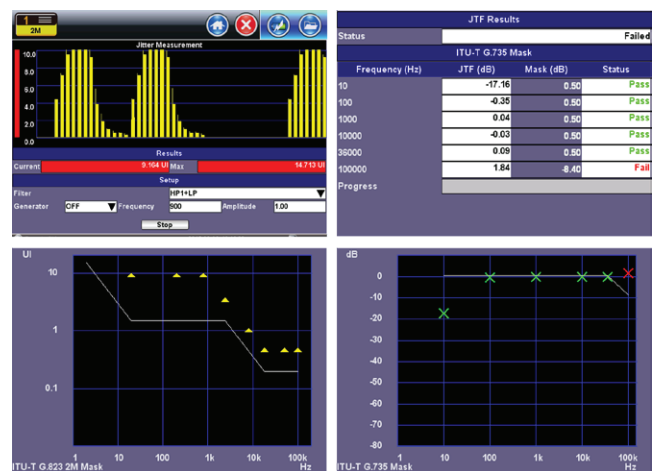 1
2M
Jitter Measurement
10.0
8.0
6.0
4.0
2.0
0.0
Results
Current 9.164 UI Max 14.713 UI
Setup
Filter HP1+LP
Generator OFF Frequency 900 Amplitude 1.00
Stop
JTF Results
Status Failed
ITU-T G.735 Mask
Frequency (Hz) JTF (dB) Mask (dB) Status
10 -17.16 0.50 Pass
100 -0.35 0.50 Pass
1000 0.04 0.50 Pass
10000 -0.03 0.50 Pass
36000 0.09 0.50 Pass
100000 1.84 -8.40 Fail
Progress
UI
10
1
0.1
1 10 100 1k 10k 100k
ITU-T G.823 2M Mask Hz
dB
0
-10
-20
-30
-40
-50
-60
-70
-80
1 10 100 1k 10k 100k
ITU-T G.735 Mask Hz